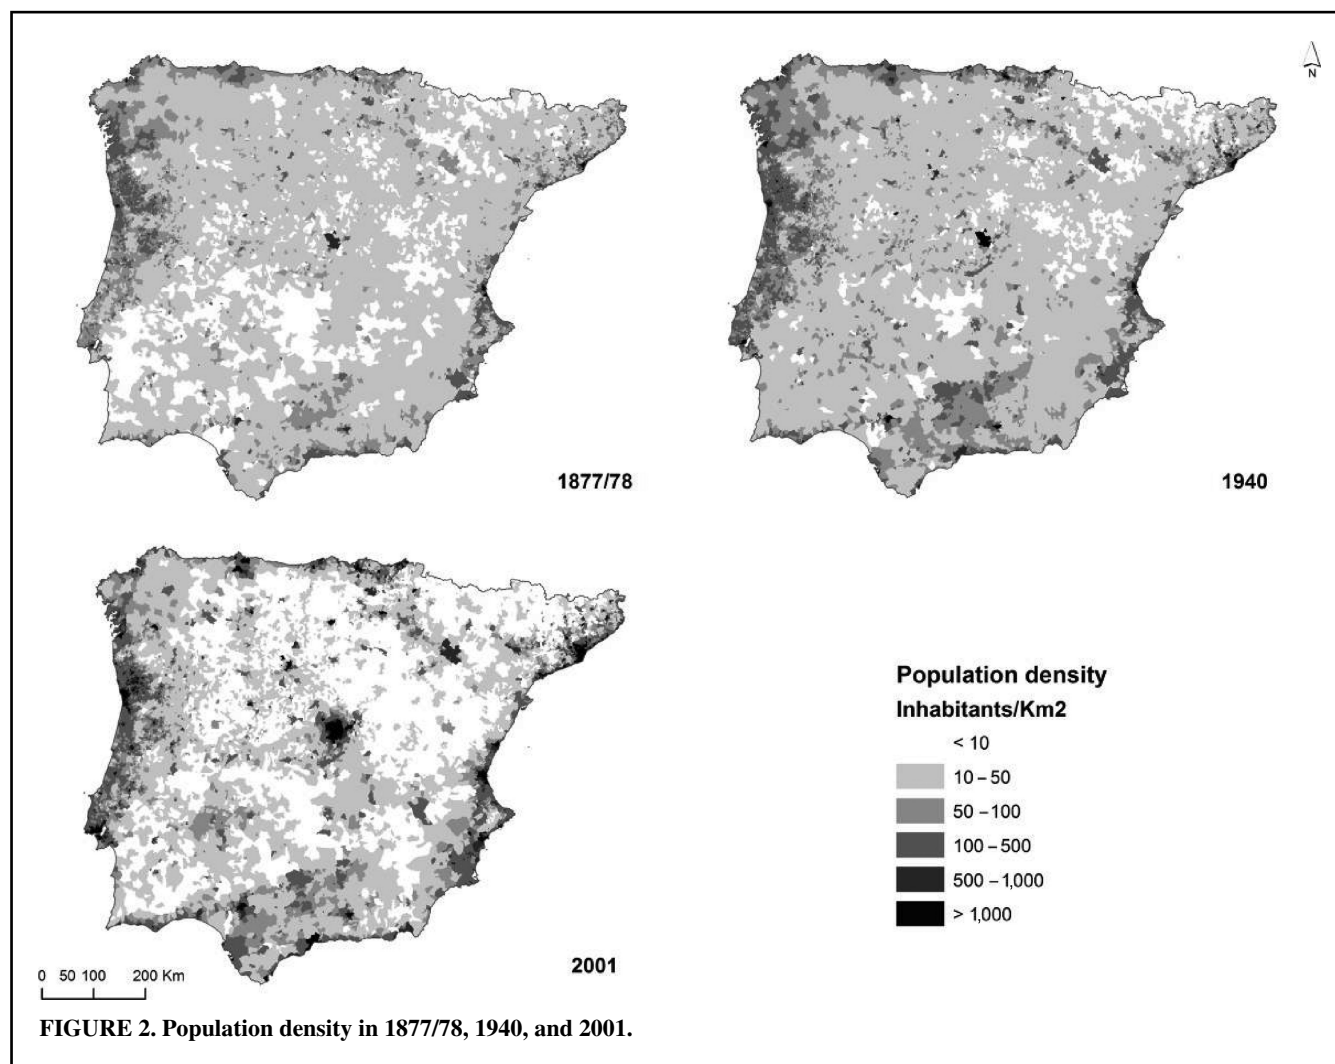 N
1877/78
1940
2001
Population density
Inhabitants/Km2
< 10
10 – 50
50 – 100
100 – 500
500 – 1,000
> 1,000
0 50 100 200 Km
FIGURE 2. Population density in 1877/78, 1940, and 2001.